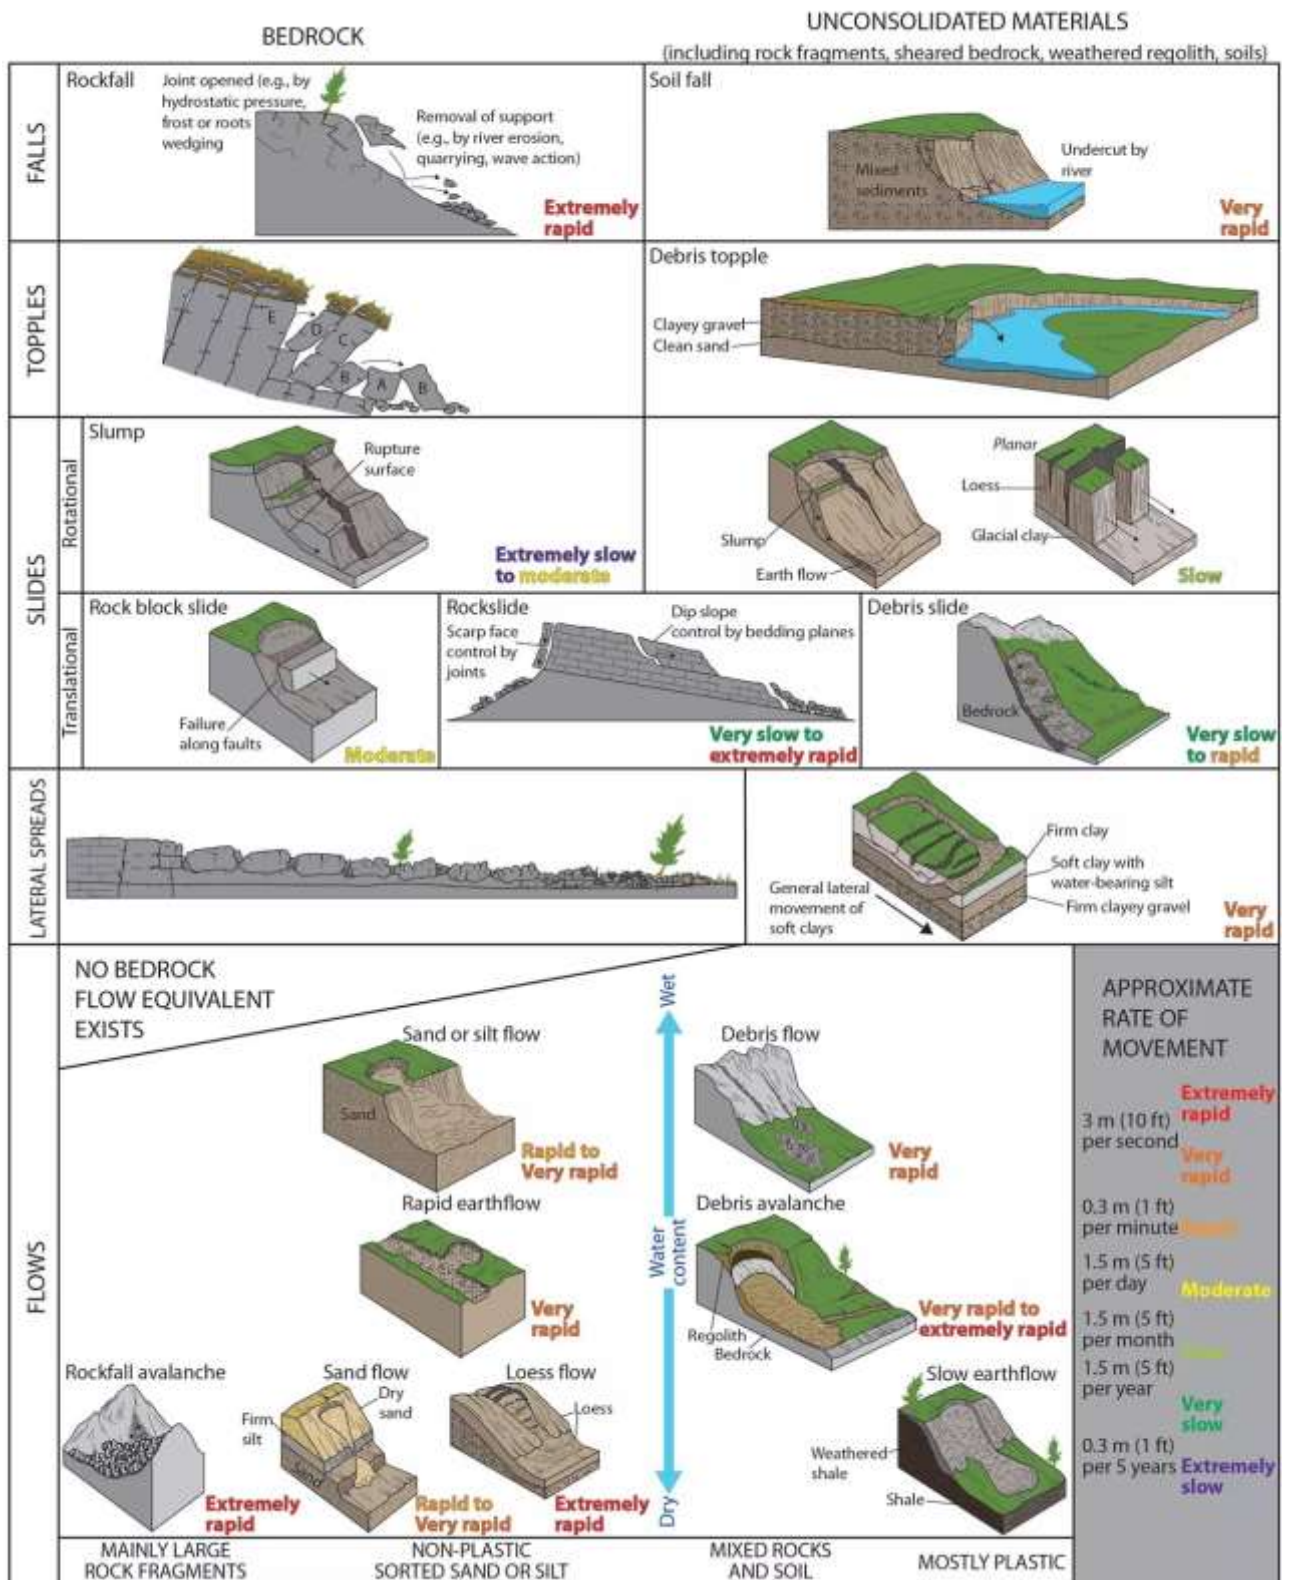 BEDROCK
UNCONSOLIDATED MATERIALS
(including rock fragments, sheared bedrock, weathered regolith, soils)
FALLS
Rockfall
Joint opened (e.g., by
hydrostatic pressure,
frost or roots
wedging
Removal of support
(e.g., by river erosion,
quarrying, wave action)
Extremely
rapid
Soil fall
Mixed
sediments
Undercut by
river
Very
rapid
TOPPLES
E
D
C
B
A
B
Debris topple
Clayey gravel
Clean sand
SLIDES
Rotational
Slump
Rupture
surface
Extremely slow
to moderate
Slump
Earth flow
Planar
Loess
Glacial clay
Slow
Translational
Rock block slide
Failure
along faults
Moderate
Rockslide
Scarp face
control by
joints
Dip slope
control by bedding planes
Very slow to
extremely rapid
Debris slide
Bedrock
Very slow
to rapid
LATERAL SPREADS
General lateral
movement of
soft clays
Firm clay
Soft clay with
water-bearing silt
Firm clayey gravel
Very
rapid
FLOWS
NO BEDROCK
FLOW EQUIVALENT
EXISTS
Sand or silt flow
Sand
Rapid to
Very rapid
Rapid earthflow
Very
rapid
Rockfall avalanche
Extremely
rapid
Sand flow
Firm
silt
Dry
sand
Sand
Rapid to
Very rapid
Loess flow
Loess
Extremely
rapid
Wet
Water
content
Dry
Debris flow
Very
rapid
Debris avalanche
Regolith
Bedrock
Very rapid to
extremely rapid
Slow earthflow
Weathered
shale
Shale
APPROXIMATE
RATE OF
MOVEMENT
Extremely
rapid
3 m (10 ft)
per second
Very
rapid
0.3 m (1 ft)
per minute
1.5 m (5 ft)
per day
Moderate
1.5 m (5 ft)
per month
1.5 m (5 ft)
per year
Very
slow
0.3 m (1 ft)
per 5 years
Extremely
slow
MAINLY LARGE
ROCK FRAGMENTS
NON-PLASTIC
SORTED SAND OR SILT
MIXED ROCKS
AND SOIL
MOSTLY PLASTIC